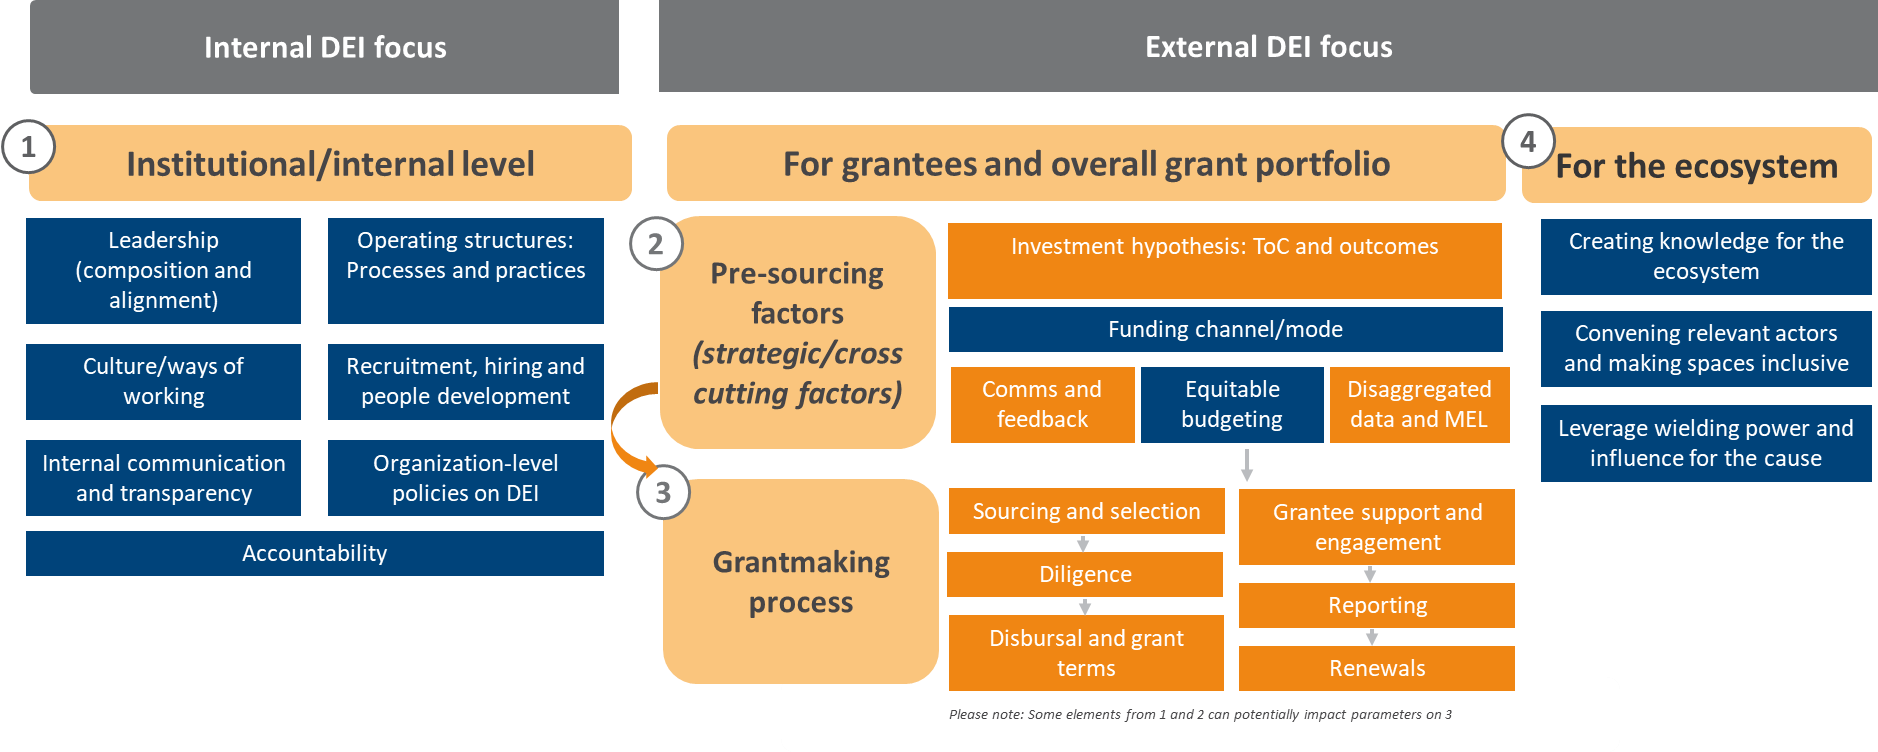 Internal DEI focus
External DEI focus
1
Institutional/internal level
Leadership
(composition and
alignment)
Operating structures:
Processes and practices
Culture/ways of
working
Recruitment, hiring and
people development
Internal communication
and transparency
Organization-level
policies on DEI
Accountability
For grantees and overall grant portfolio
2
Pre-sourcing
factors
(strategic/cross
cutting factors)
Investment hypothesis: ToC and outcomes
Funding channel/mode
Comms and
feedback
Equitable
budgeting
Disaggregated
data and MEL
3
Grantmaking
process
Sourcing and selection
Diligence
Disbursal and grant
terms
Grantee support and
engagement
Reporting
Renewals
Please note: Some elements from 1 and 2 can potentially impact parameters on 3
4
For the ecosystem
Creating knowledge for the
ecosystem
Convening relevant actors
and making spaces inclusive
Leverage wielding power and
influence for the cause